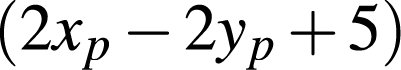 $(2x_p - 2y_p + 5)$